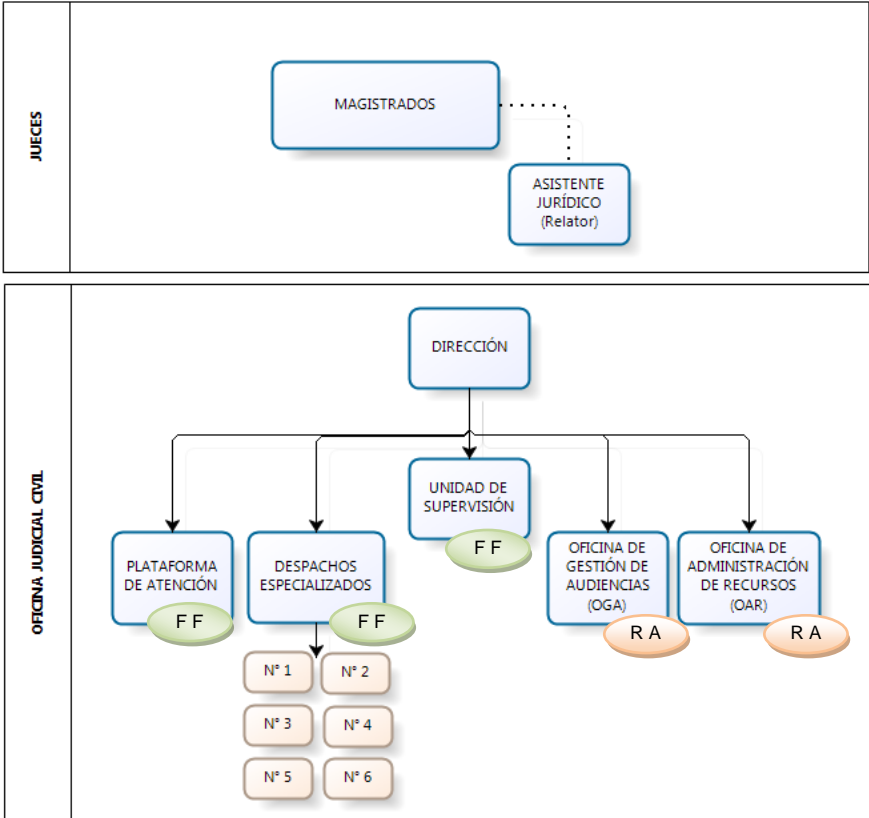 JUECES
MAGISTRADOS
ASISTENTE
JURÍDICO
(Relator)
OFICINA JUDICIAL CIVIL
DIRECCIÓN
UNIDAD DE
SUPERVISIÓN
F F
PLATAFORMA
DE ATENCIÓN
F F
DESPACHOS
ESPECIALIZADOS
F F
OFICINA DE
GESTIÓN DE
AUDIENCIAS
(OGA)
R A
OFICINA DE
ADMINISTRACIÓN
DE RECURSOS
(OAR)
R A
N° 1
N° 2
N° 3
N° 4
N° 5
N° 6